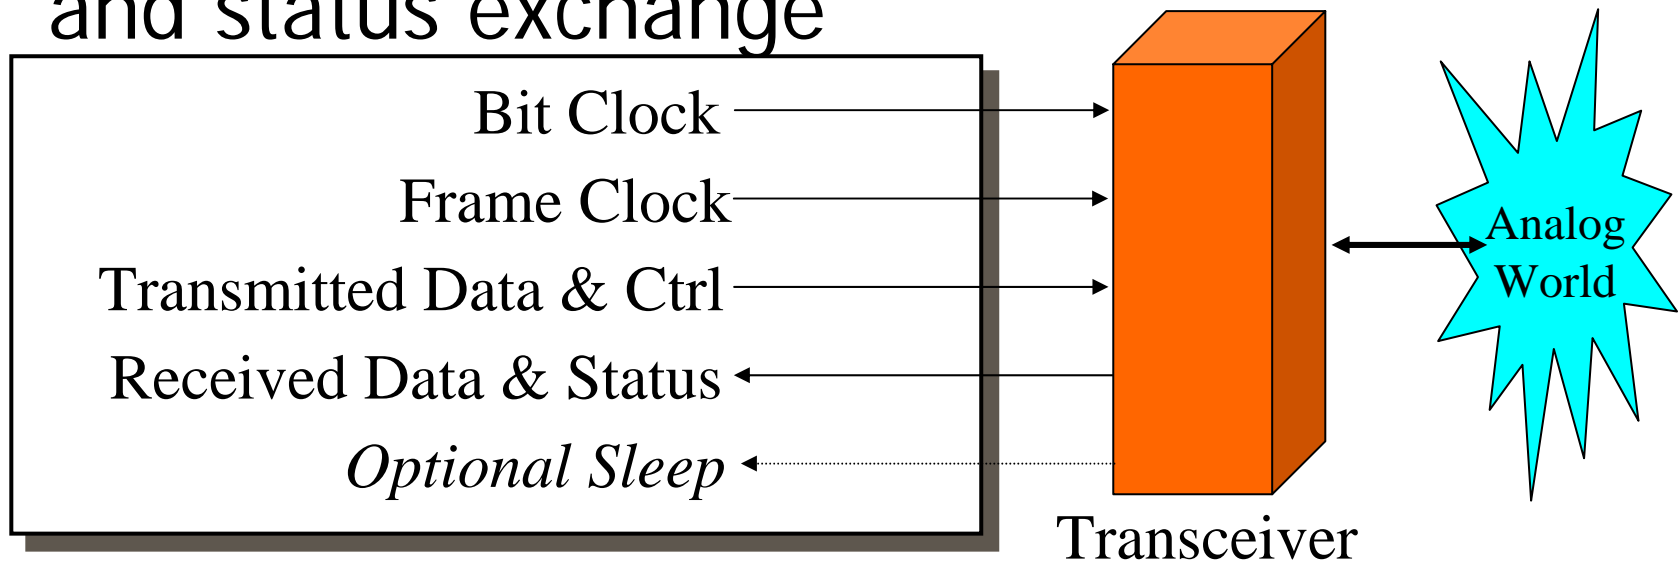 and status exchange
Bit Clock
Frame Clock
Transmitted Data & Ctrl
Received Data & Status
Optional Sleep
Transceiver
Analog
World